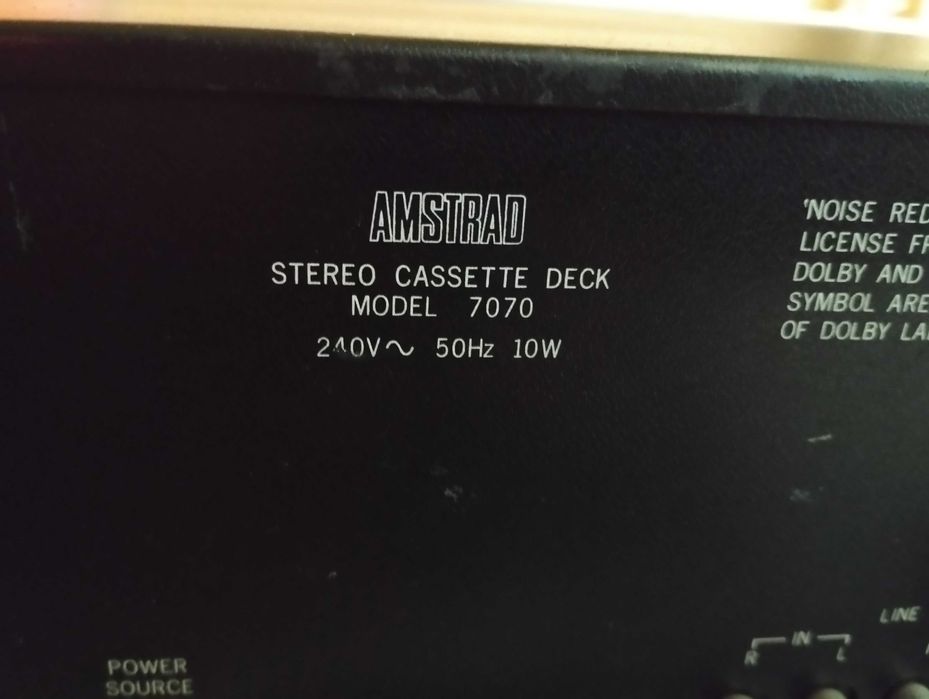 AMSTRAD
STEREO CASSETTE DECK
MODEL 7070
240V~ 50Hz 10W
'NOISE RED
LICENSE FR
DOLBY AND
SYMBOL ARE
OF DOLBY LA
LINE
IN
R L
POWER
SOURCE